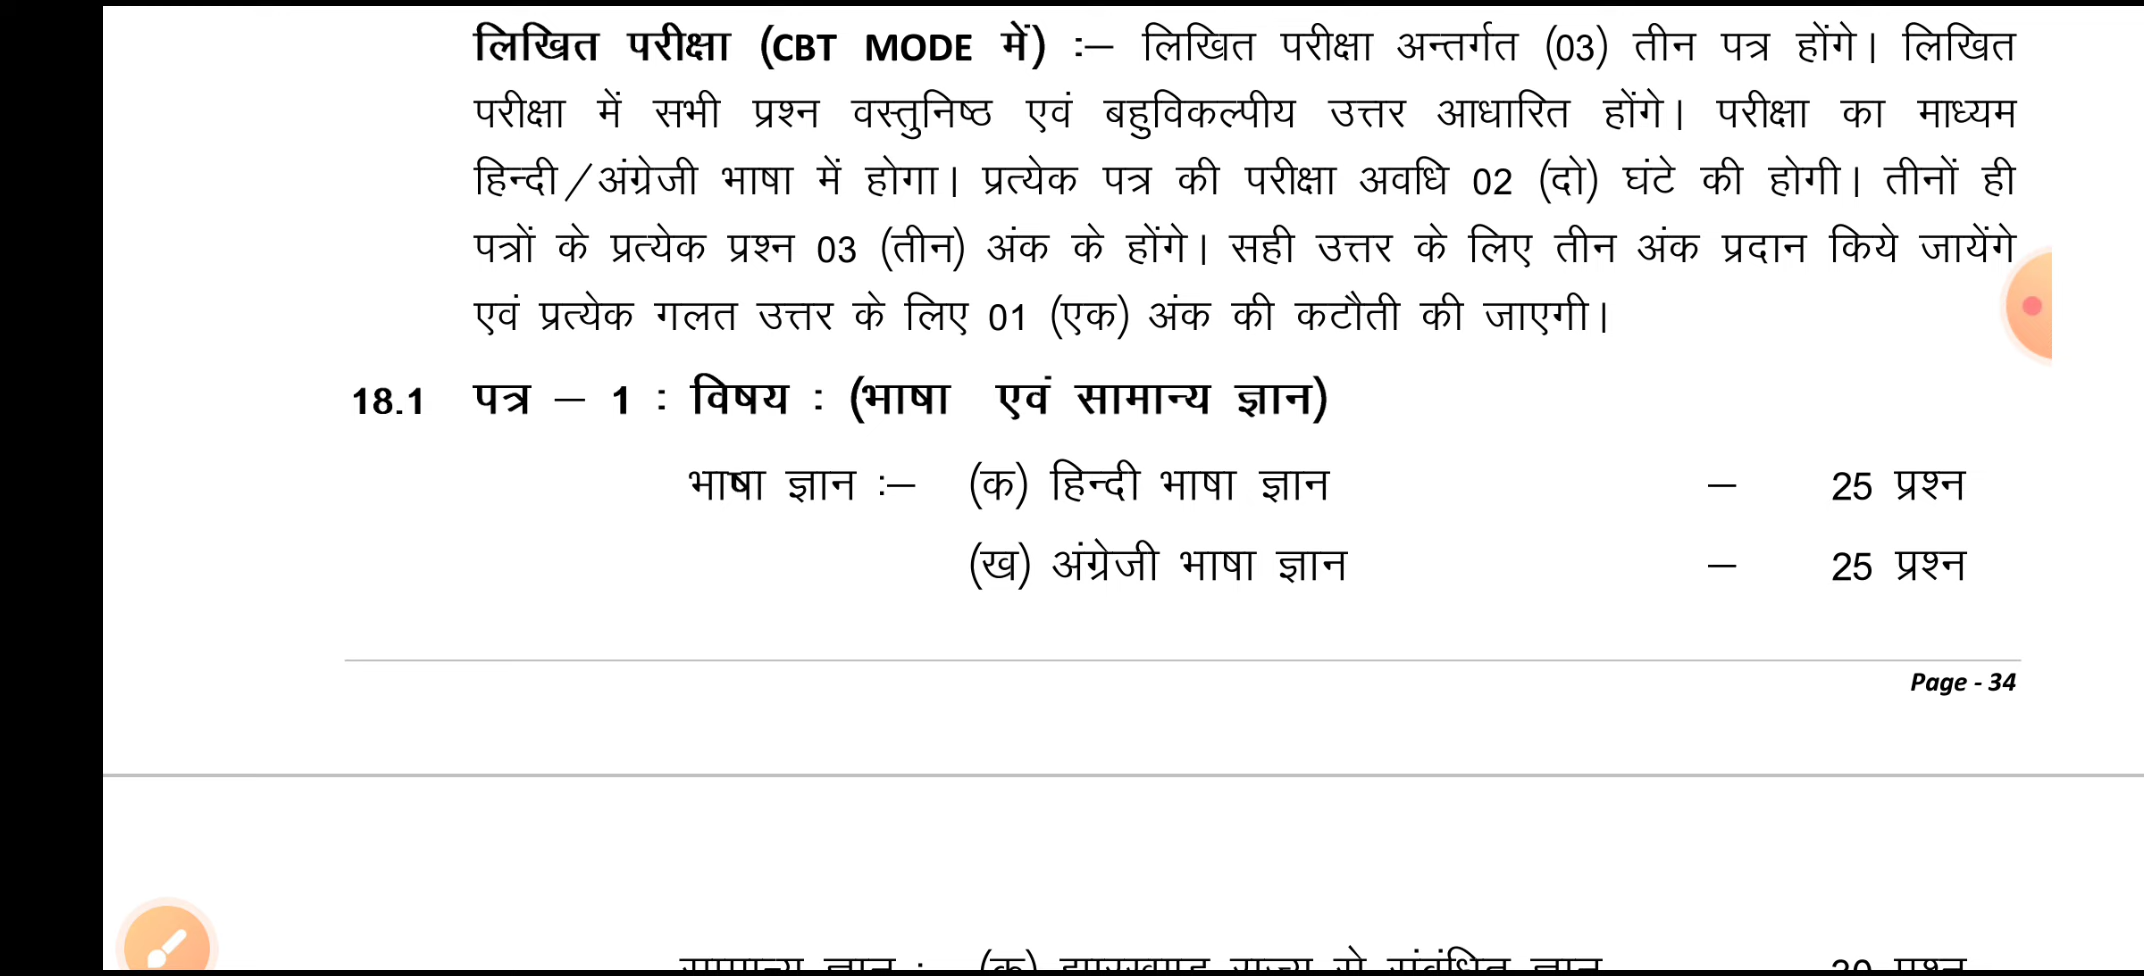 लिखित परीक्षा (CBT MODE में) :– लिखित परीक्षा अन्तर्गत (03) तीन पत्र होंगे। लिखित
परीक्षा में सभी प्रश्न वस्तुनिष्ठ एवं बहुविकल्पीय उत्तर आधारित होंगे। परीक्षा का माध्यम
हिन्दी/अंग्रेजी भाषा में होगा। प्रत्येक पत्र की परीक्षा अवधि 02 (दो) घंटे की होगी। तीनों ही
पत्रों के प्रत्येक प्रश्न 03 (तीन) अंक के होंगे। सही उत्तर के लिए तीन अंक प्रदान किये जायेंगे
एवं प्रत्येक गलत उत्तर के लिए 01 (एक) अंक की कटौती की जाएगी।
18.1 पत्र – 1 : विषय : (भाषा एवं सामान्य ज्ञान)
भाषा ज्ञान :– (क) हिन्दी भाषा ज्ञान – 25 प्रश्न
(ख) अंग्रेजी भाषा ज्ञान – 25 प्रश्न
Page - 34
सामान्य ज्ञान : (क) झारखण्ड राज्य से संबंधित ज्ञान प्रश्न